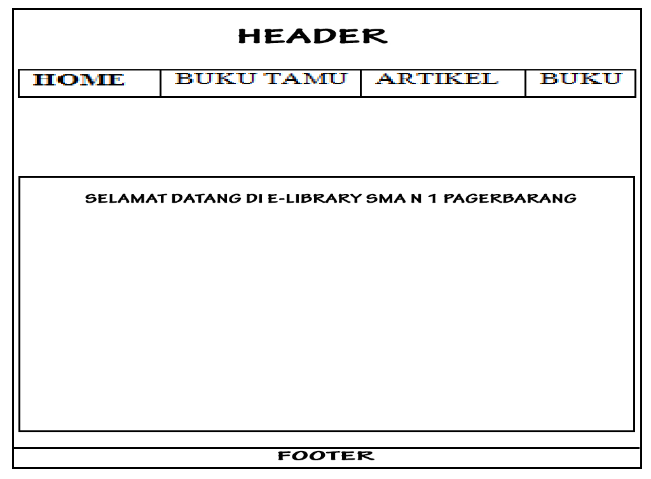 HEADER
HOME BUKU TAMU ARTIKEL BUKU
SELAMAT DATANG DI E-LIBRARY SMA N 1 PAGERBARANG
FOOTER